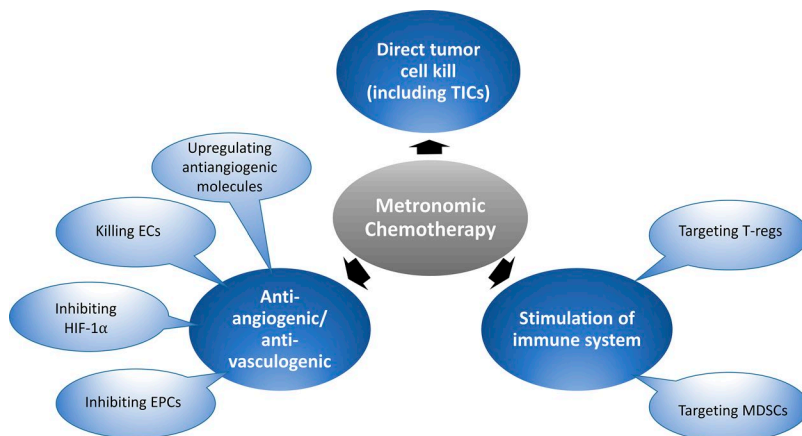 Direct tumor
cell kill
(including TICs)
Upregulating
antiangiogenic
molecules
Metronomic
Chemotherapy
Killing ECs
Targeting T-regs
Inhibiting
HIF-1α
Anti-
angiogenic/
anti-
vasculogenic
Stimulation of
immune system
Inhibiting EPCs
Targeting MDSCs